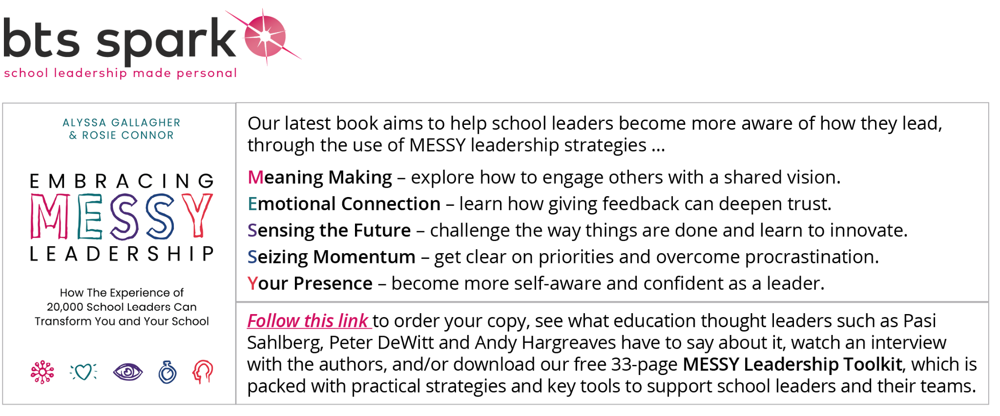 bts spark
school leadership made personal
ALYSSA GALLAGHER
& ROSIE CONNOR
EMBRACING
MESSY
LEADERSHIP
How The Experience of
20,000 School Leaders Can
Transform You and Your School
Our latest book aims to help school leaders become more aware of how they lead,
through the use of MESSY leadership strategies ...
Meaning Making – explore how to engage others with a shared vision.
Emotional Connection – learn how giving feedback can deepen trust.
Sensing the Future – challenge the way things are done and learn to innovate.
Seizing Momentum – get clear on priorities and overcome procrastination.
Your Presence – become more self-aware and confident as a leader.
Follow this link to order your copy, see what education thought leaders such as Pasi
Sahlberg, Peter DeWitt and Andy Hargreaves have to say about it, watch an interview
with the authors, and/or download our free 33-page MESSY Leadership Toolkit, which is
packed with practical strategies and key tools to support school leaders and their teams.